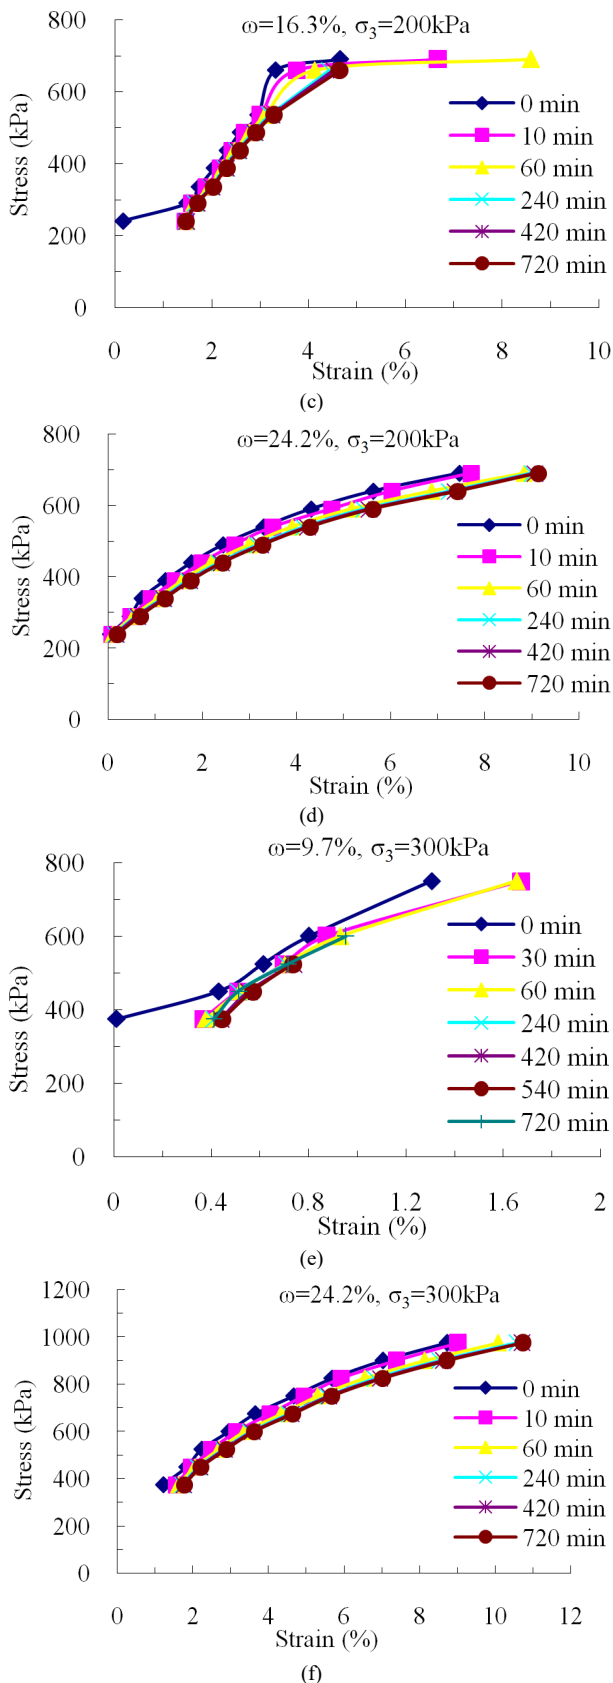 ω=16.3%, σ3=200kPa
800
600
400
200
0
Stress (kPa)
0 min
10 min
60 min
240 min
420 min
720 min
0 2 4 6 8 10
Strain (%)
(c)
ω=24.2%, σ3=200kPa
800
600
400
200
0
Stress (kPa)
0 min
10 min
60 min
240 min
420 min
720 min
0 2 4 6 8 10
Strain (%)
(d)
ω=9.7%, σ3=300kPa
800
600
400
200
0
Stress (kPa)
0 min
30 min
60 min
240 min
420 min
540 min
720 min
0 0.4 0.8 1.2 1.6 2
Strain (%)
(e)
ω=24.2%, σ3=300kPa
1200
1000
800
600
400
200
0
Stress (kPa)
0 min
10 min
60 min
240 min
420 min
720 min
0 2 4 6 8 10 12
Strain (%)
(f)